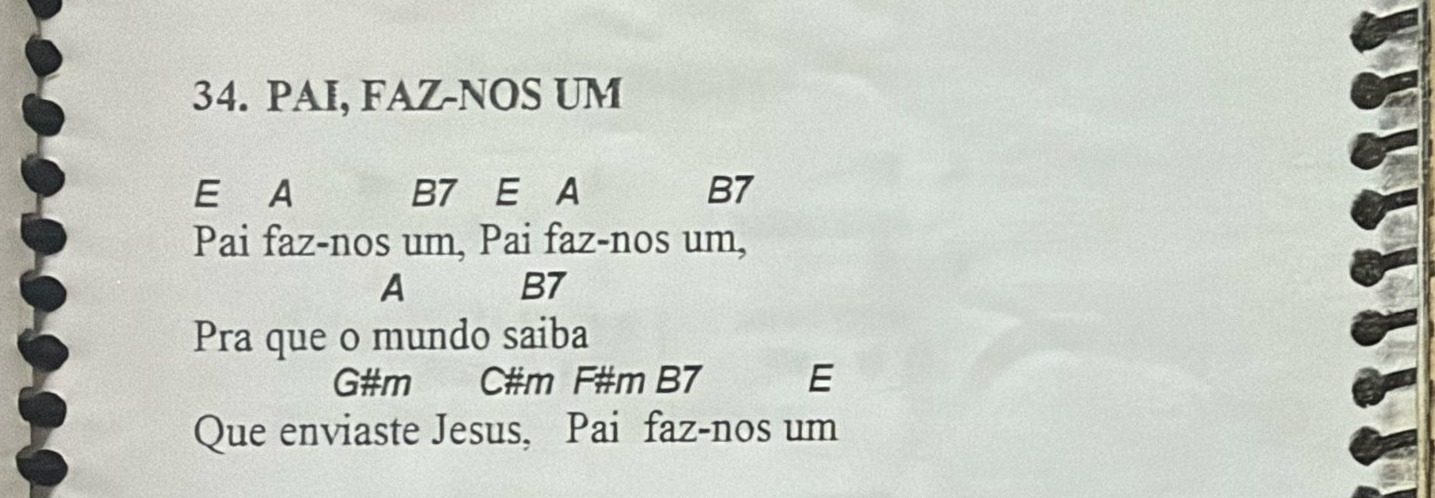 34. PAI, FAZ-NOS UM
E A B7 E A B7
Pai faz-nos um, Pai faz-nos um,
A B7
Pra que o mundo saiba
G#m C#m F#m B7 E
Que enviaste Jesus, Pai faz-nos um